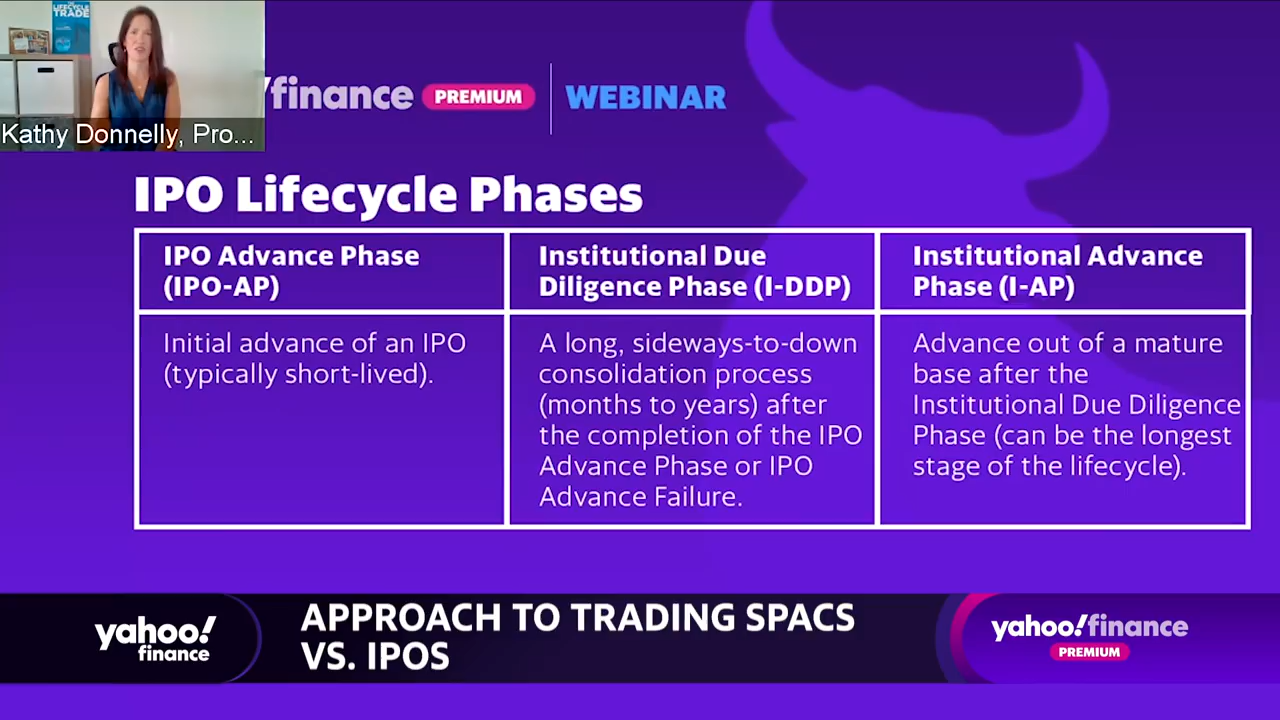 LIFECYCLE
TRADE
Kathy Donnelly, Pro...
finance PREMIUM WEBINAR
IPO Lifecycle Phases
IPO Advance Phase
(IPO-AP)
Initial advance of an IPO
(typically short-lived).
Institutional Due
Diligence Phase (I-DDP)
A long, sideways-to-down
consolidation process
(months to years) after
the completion of the IPO
Advance Phase or IPO
Advance Failure.
Institutional Advance
Phase (I-AP)
Advance out of a mature
base after the
Institutional Due Diligence
Phase (can be the longest
stage of the lifecycle).
yahoo!
finance
APPROACH TO TRADING SPACS
VS. IPOS
yahoo!finance
PREMIUM